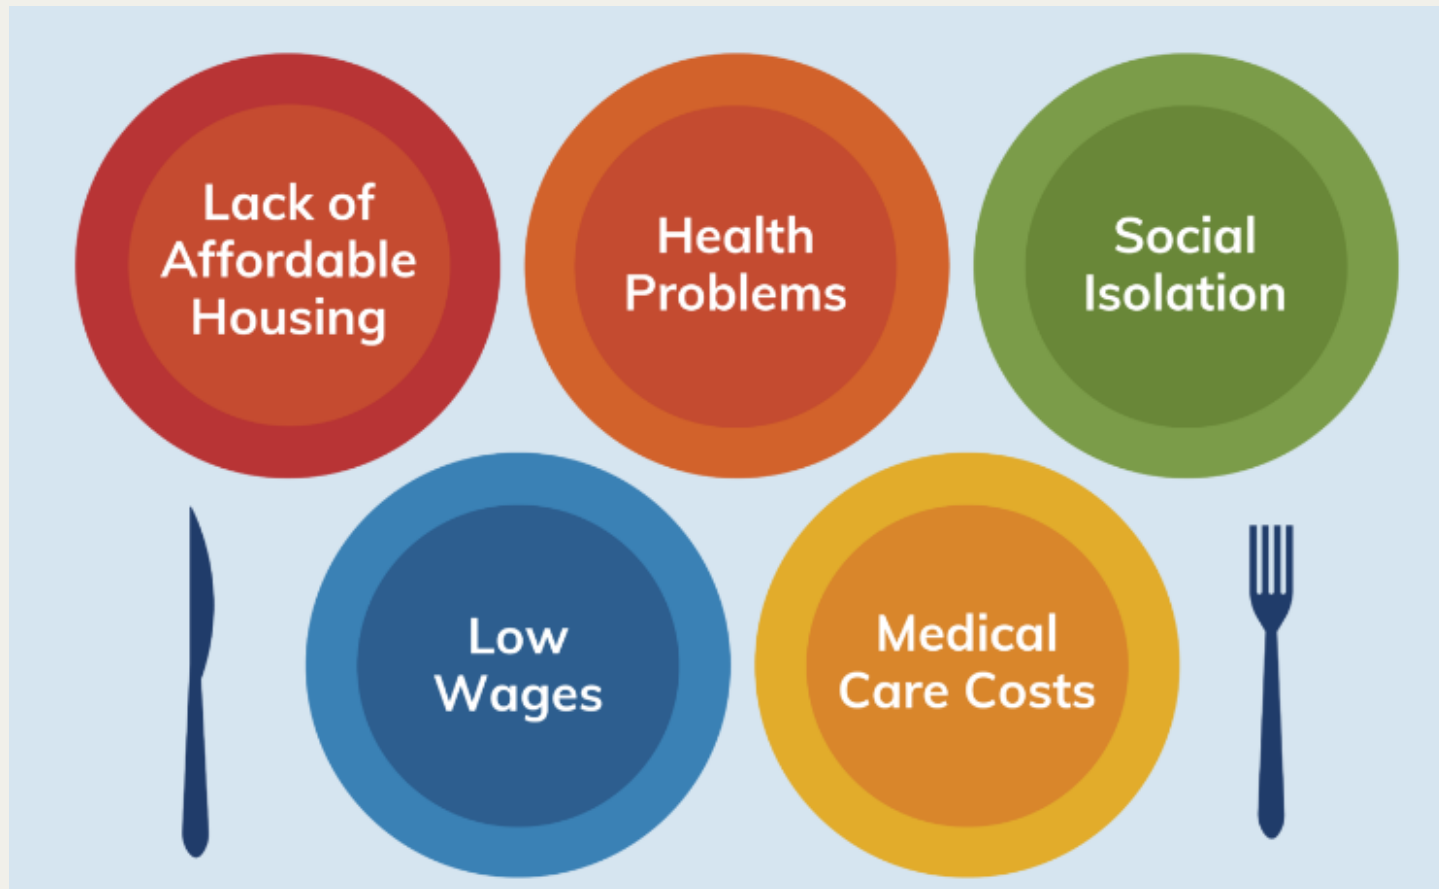 Lack of
Affordable
Housing
Health
Problems
Social
Isolation
Low
Wages
Medical
Care Costs